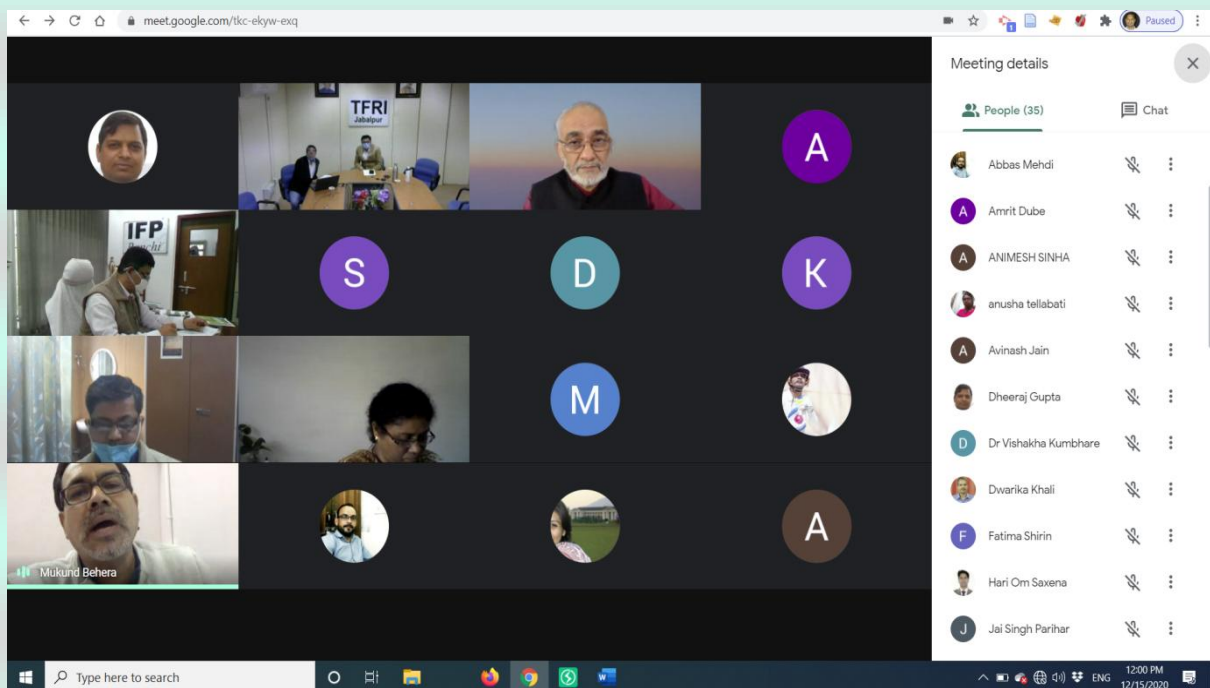 meet.google.com/tkc-ekyw-exq
1
Paused
Meeting details
People (35)
Chat
TFRI
Jabalpur
A
Abbas Mehdi
A Amrit Dube
IFP
Ranchi
S
D
K
A ANIMESH SINHA
anusha tellabati
M
A Avinash Jain
Dheeraj Gupta
D Dr Vishakha Kumbhare
Mukund Behera
A
Dwarika Khali
F Fatima Shirin
Hari Om Saxena
J Jai Singh Parihar
Type here to search
ENG
12:00 PM
12/15/2020